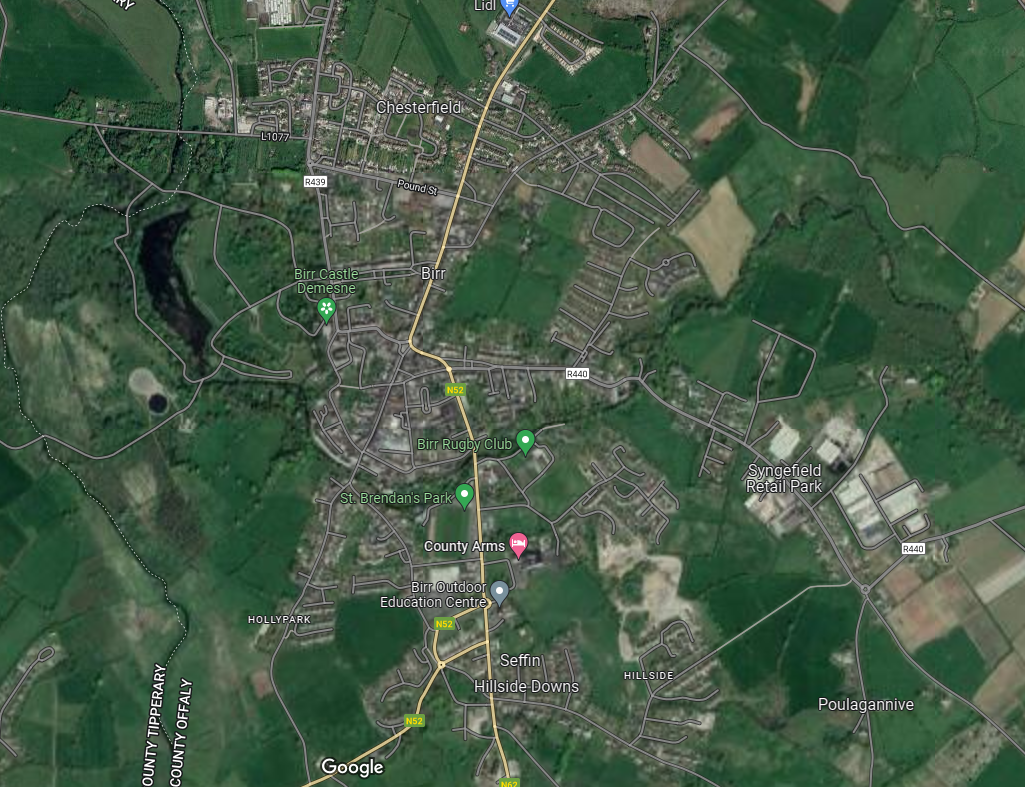 Lidl
Chesterfield
L1077
R439
Pound St
Birr Castle
Demesne
Birr
R440
N52
Birr Rugby Club
Syngefield
Retail Park
St. Brendan's Park
County Arms
R440
Birr Outdoor
Education Centre
HOLLYPARK
N52
Seffin
HILLSIDE
Hillside Downs
Poulagannive
COUNTY OFFALY
OUNTY TIPPERARY
N52
Google
N62